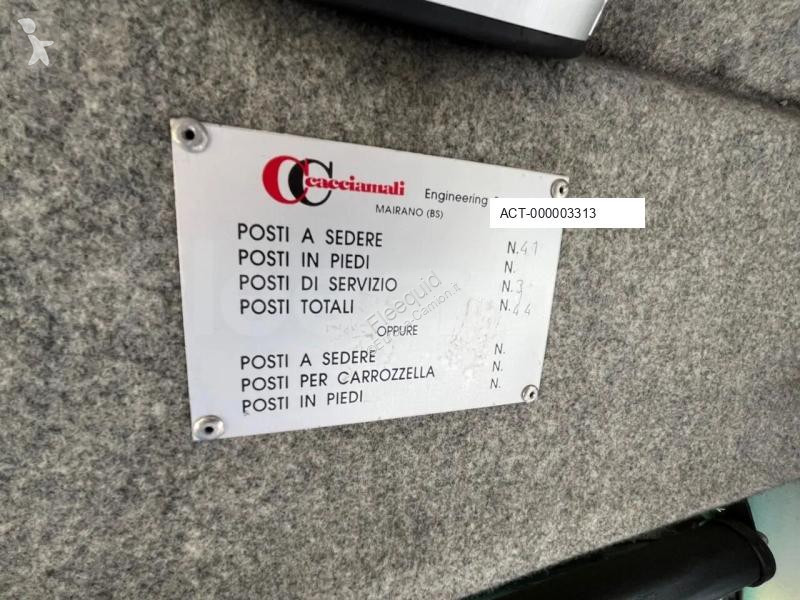 Cacciamali Engineering
MAIRANO (BS)
ACT-000003313
POSTI A SEDERE N. 41
POSTI IN PIEDI N.
POSTI DI SERVIZIO N. 3
POSTI TOTALI N. 44
OPPURE
POSTI A SEDERE N.
POSTI PER CARROZZELLA N.
POSTI IN PIEDI N.
Fleequid